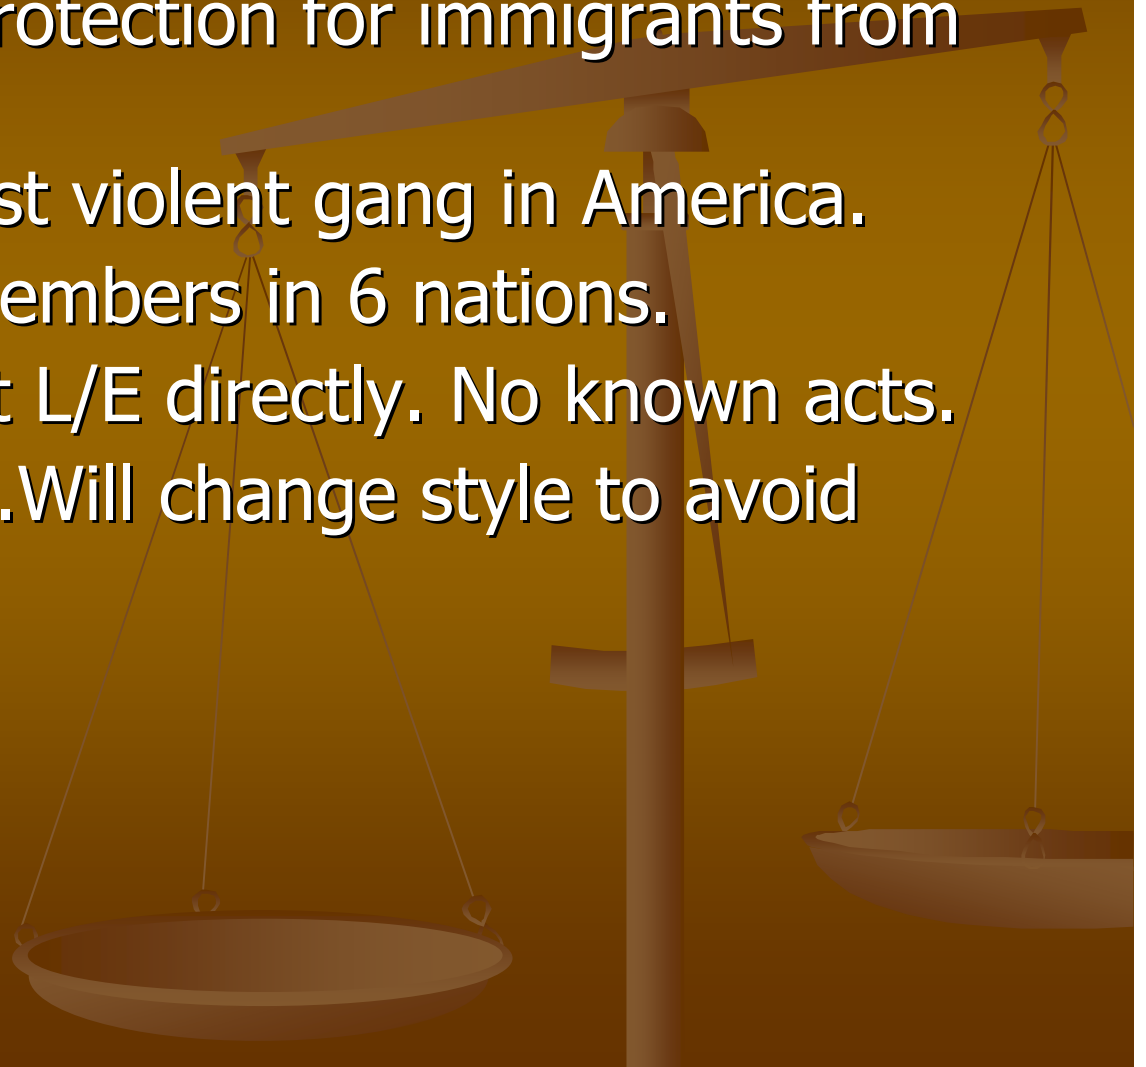 rotection for immigrants from
st violent gang in America.
embers in 6 nations.
t L/E directly. No known acts.
.Will change style to avoid